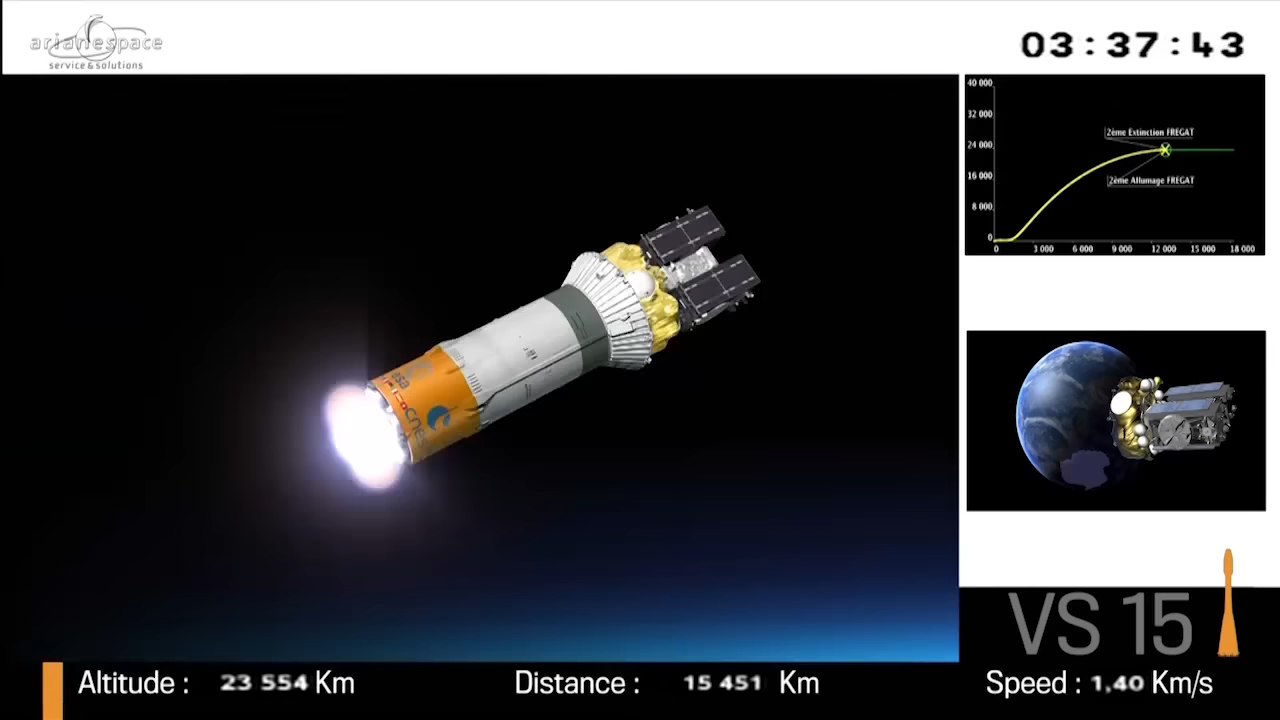 arianespace
service & solutions
03:37:43
40 000
32 000
24 000
16 000
8 000
0
2ème Extinction FREGAT
2ème Allumage FREGAT
0 3 000 6 000 9 000 12 000 15 000 18 000
esa
cnes
VS 15
Altitude : 23 554 Km
Distance : 15 451 Km
Speed : 1,40 Km/s